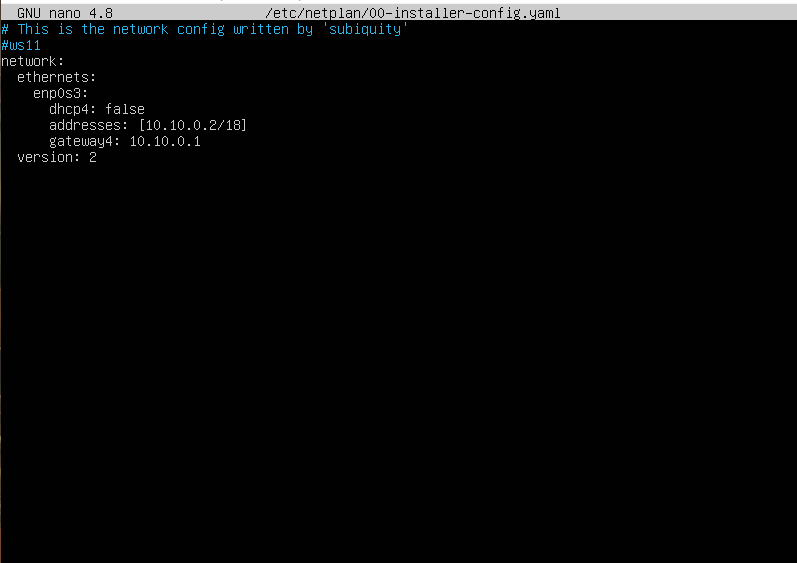 GNU nano 4.8 /etc/netplan/00-installer-config.yaml
# This is the network config written by 'subiquity'
#ws11
network:
  ethernets:
    enp0s3:
      dhcp4: false
      addresses: [10.10.0.2/18]
      gateway4: 10.10.0.1
  version: 2